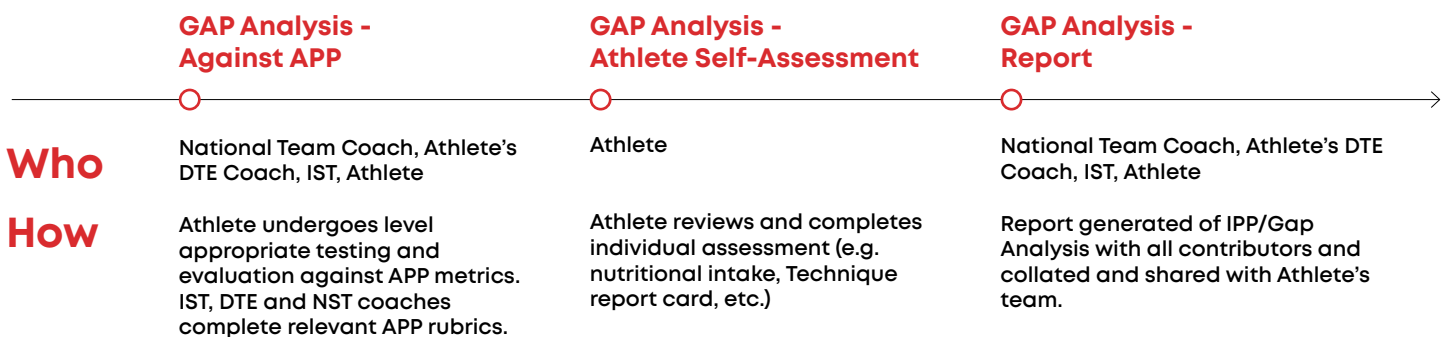 GAP Analysis -
Against APP
GAP Analysis -
Athlete Self-Assessment
GAP Analysis -
Report
Who
National Team Coach, Athlete’s
DTE Coach, IST, Athlete
Athlete
National Team Coach, Athlete’s DTE
Coach, IST, Athlete
How
Athlete undergoes level
appropriate testing and
evaluation against APP metrics.
IST, DTE and NST coaches
complete relevant APP rubrics.
Athlete reviews and completes
individual assessment (e.g.
nutritional intake, Technique
report card, etc.)
Report generated of IPP/Gap
Analysis with all contributors and
collated and shared with Athlete’s
team.